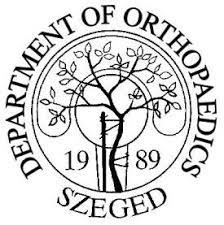 DEPARTMENT OF ORTHOPAEDICS
19 89
SZEGED